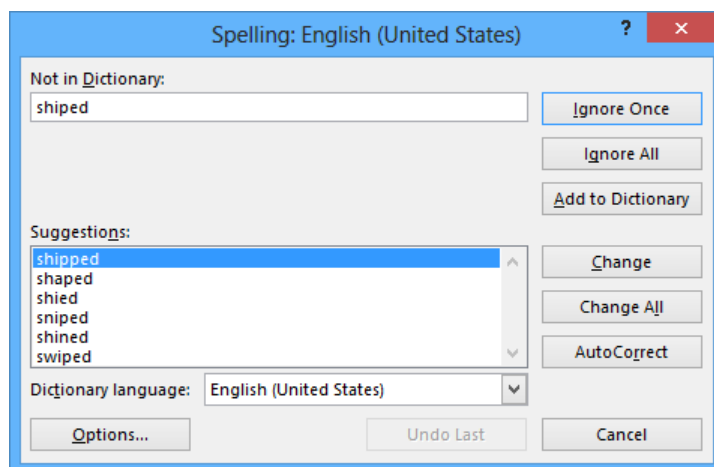 Spelling: English (United States) ? ×
Not in Dictionary:
shiped
Ignore Once
Ignore All
Add to Dictionary
Suggestions:
shipped
shaped
shied
sniped
shined
swiped
Change
Change All
AutoCorrect
Dictionary language: English (United States)
Options... Undo Last Cancel